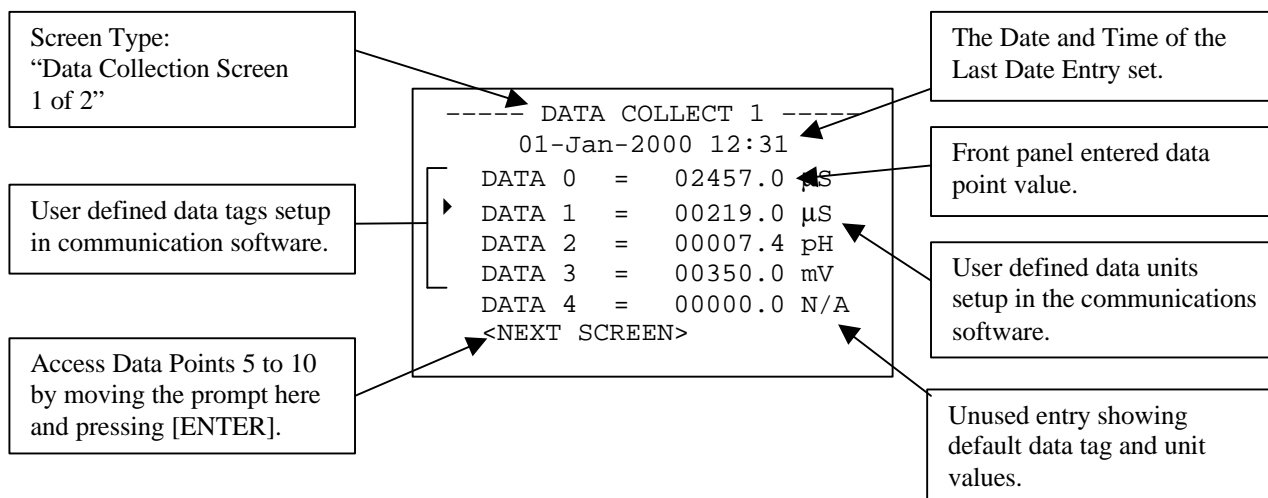 Screen Type:
“Data Collection Screen
1 of 2”
The Date and Time of the
Last Date Entry set.
----- DATA COLLECT 1 -----
01-Jan-2000 12:31
DATA 0 = 02457.0 µS
DATA 1 = 00219.0 µS
DATA 2 = 00007.4 pH
DATA 3 = 00350.0 mV
DATA 4 = 00000.0 N/A
<NEXT SCREEN>
User defined data tags setup
in communication software.
Access Data Points 5 to 10
by moving the prompt here
and pressing [ENTER].
Front panel entered data
point value.
User defined data units
setup in the communications
software.
Unused entry showing
default data tag and unit
values.